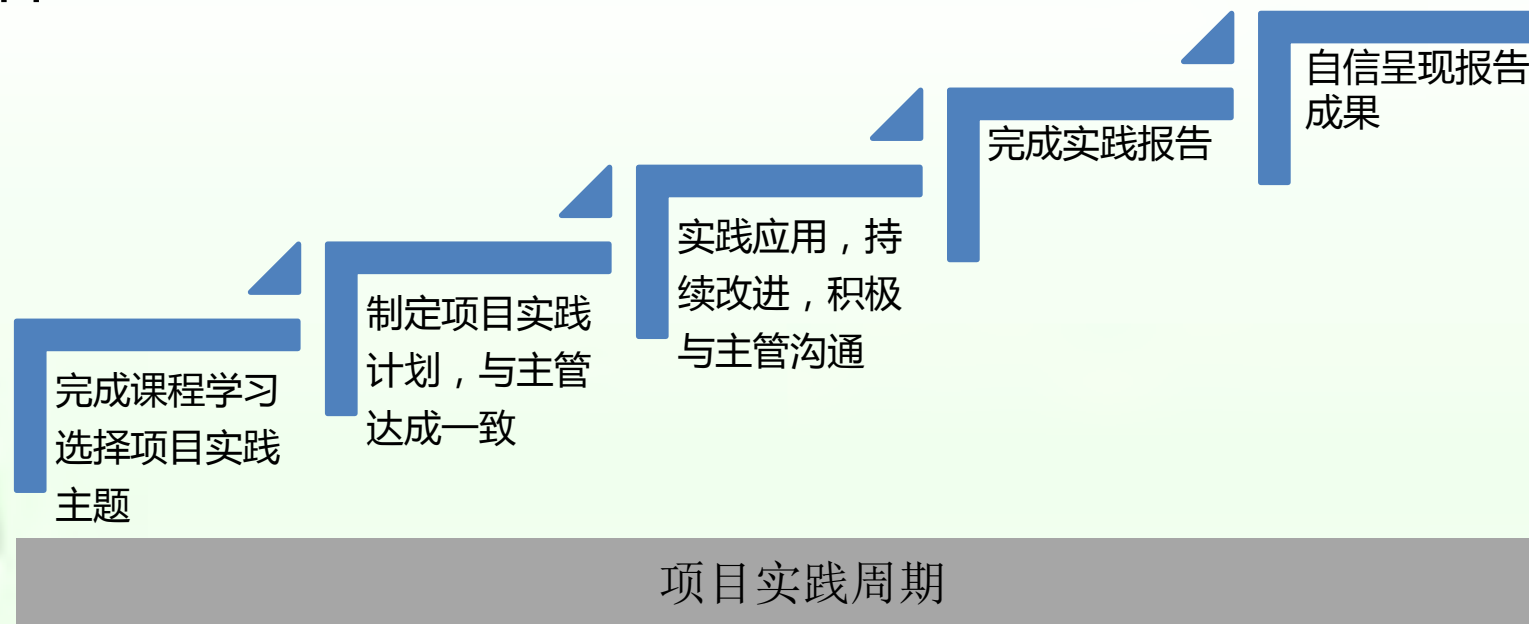 完成课程学习
选择项目实践
主题
制定项目实践
计划，与主管
达成一致
实践应用，持
续改进，积极
与主管沟通
完成实践报告
自信呈现报告
成果
项目实践周期